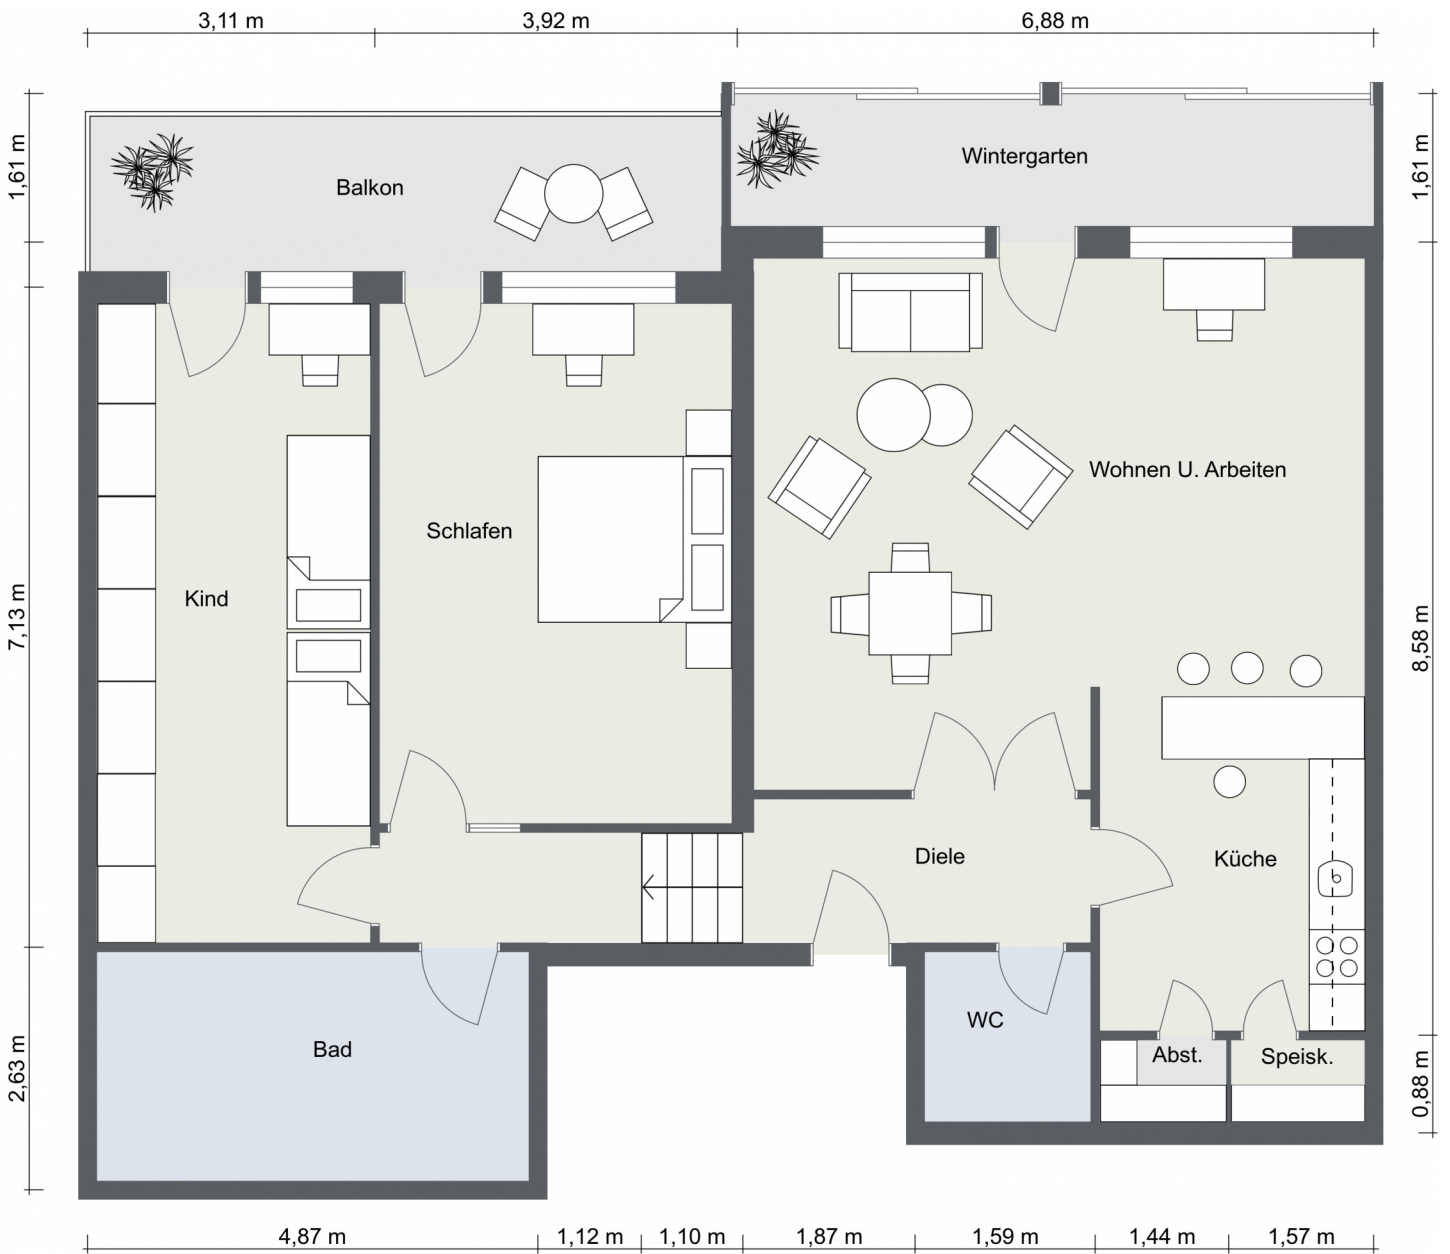 3,11 m
3,92 m
6,88 m
1,61 m
Balkon
Wintergarten
1,61 m
Wohnen U. Arbeiten
Schlafen
Kind
7,13 m
8,58 m
Diele
Küche
WC
Bad
Abst.
Speisk.
2,63 m
0,88 m
4,87 m
1,12 m
1,10 m
1,87 m
1,59 m
1,44 m
1,57 m